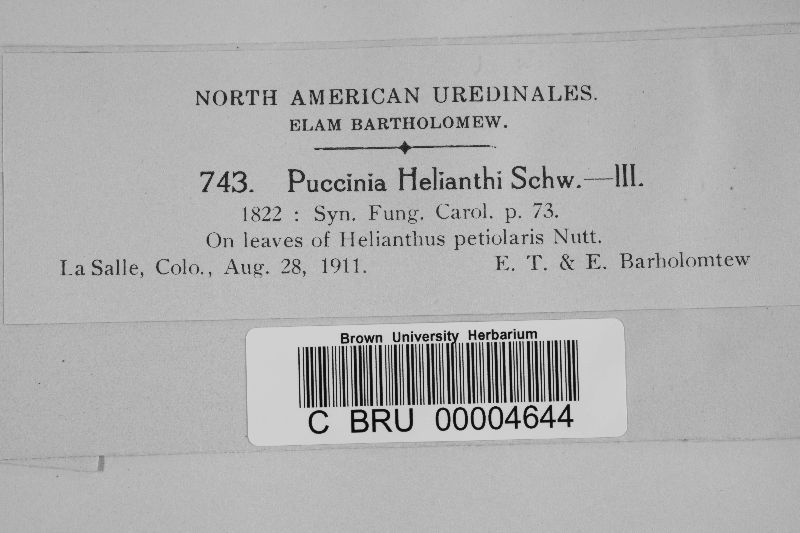 NORTH AMERICAN UREDINALES.
ELAM BARTHOLOMEW.
743. Puccinia Helianthi Schw.—III.
1822 : Syn. Fung. Carol. p. 73.
On leaves of Helianthus petiolaris Nutt.
La Salle, Colo., Aug. 28, 1911. E. T. & E. Barholomtew
Brown University Herbarium
C BRU 00004644